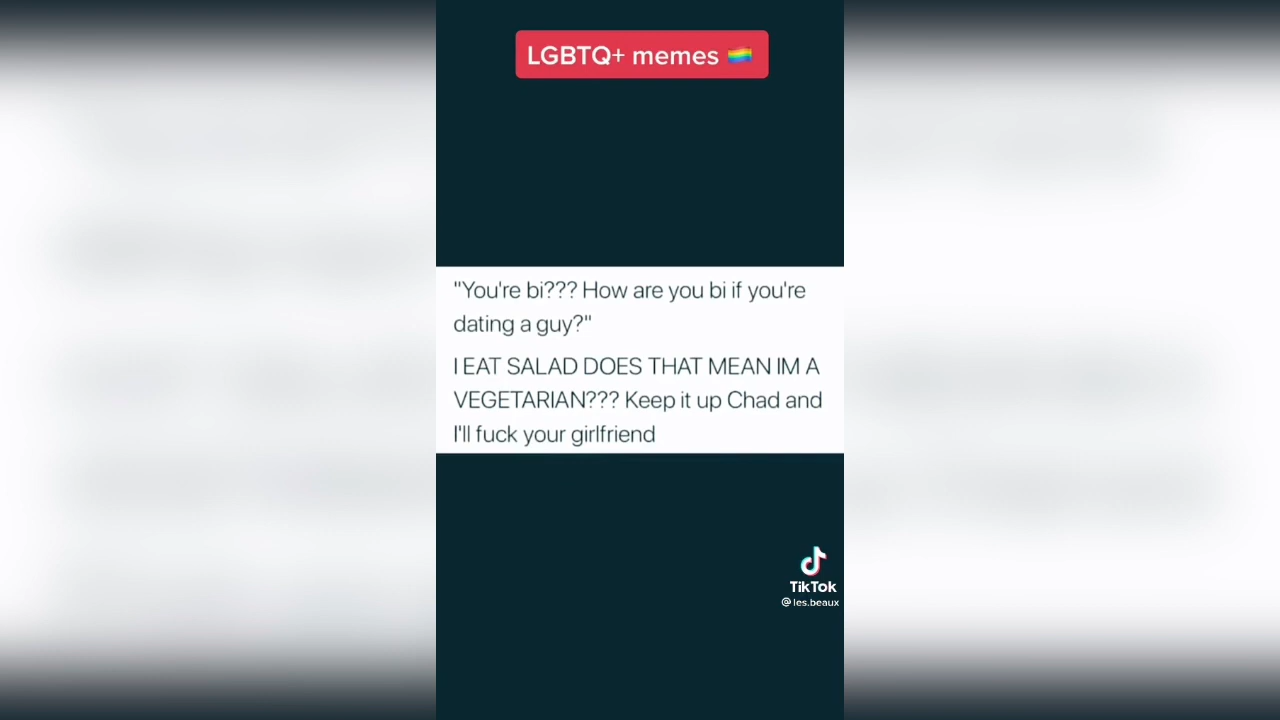 LGBTQ+ memes 🏳️‍🌈
"You're bi??? How are you bi if you're
dating a guy?"
I EAT SALAD DOES THAT MEAN IM A
VEGETARIAN??? Keep it up Chad and
I'll fuck your girlfriend
TikTok
@les.beaux